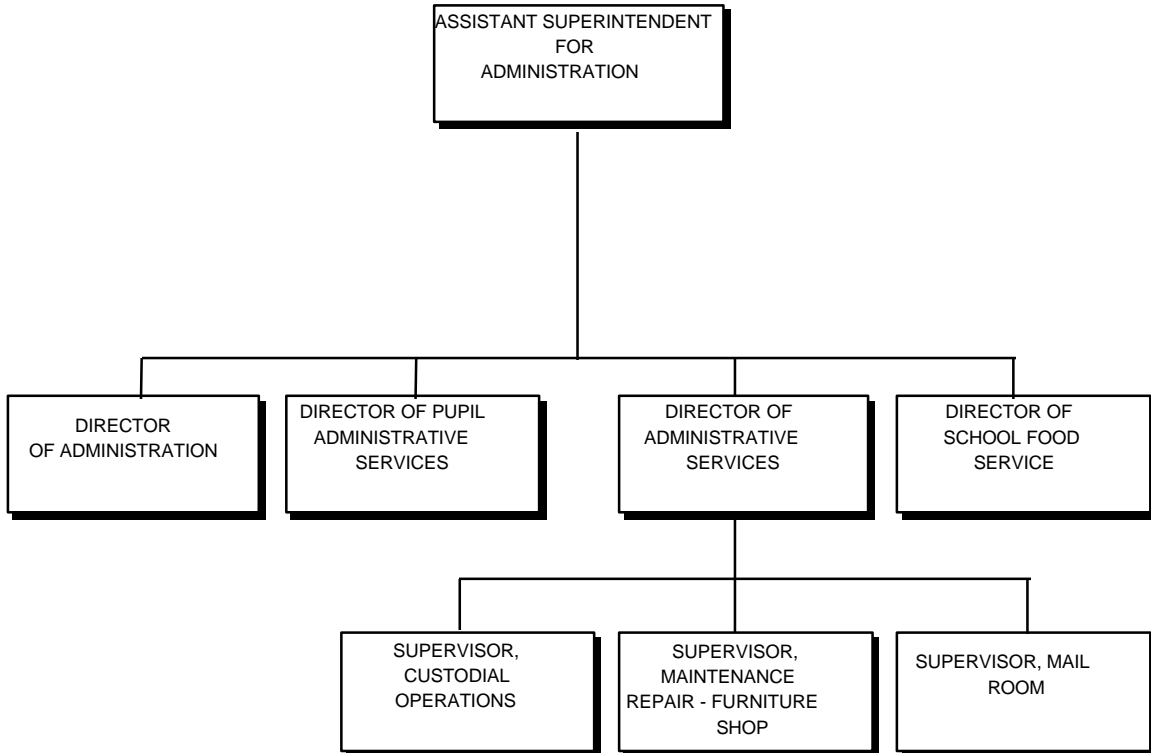 ASSISTANT SUPERINTENDENT
FOR
ADMINISTRATION
DIRECTOR
OF ADMINISTRATION
DIRECTOR OF PUPIL
ADMINISTRATIVE
SERVICES
DIRECTOR OF
ADMINISTRATIVE
SERVICES
DIRECTOR OF
SCHOOL FOOD
SERVICE
SUPERVISOR,
CUSTODIAL
OPERATIONS
SUPERVISOR,
MAINTENANCE
REPAIR - FURNITURE
SHOP
SUPERVISOR, MAIL
ROOM